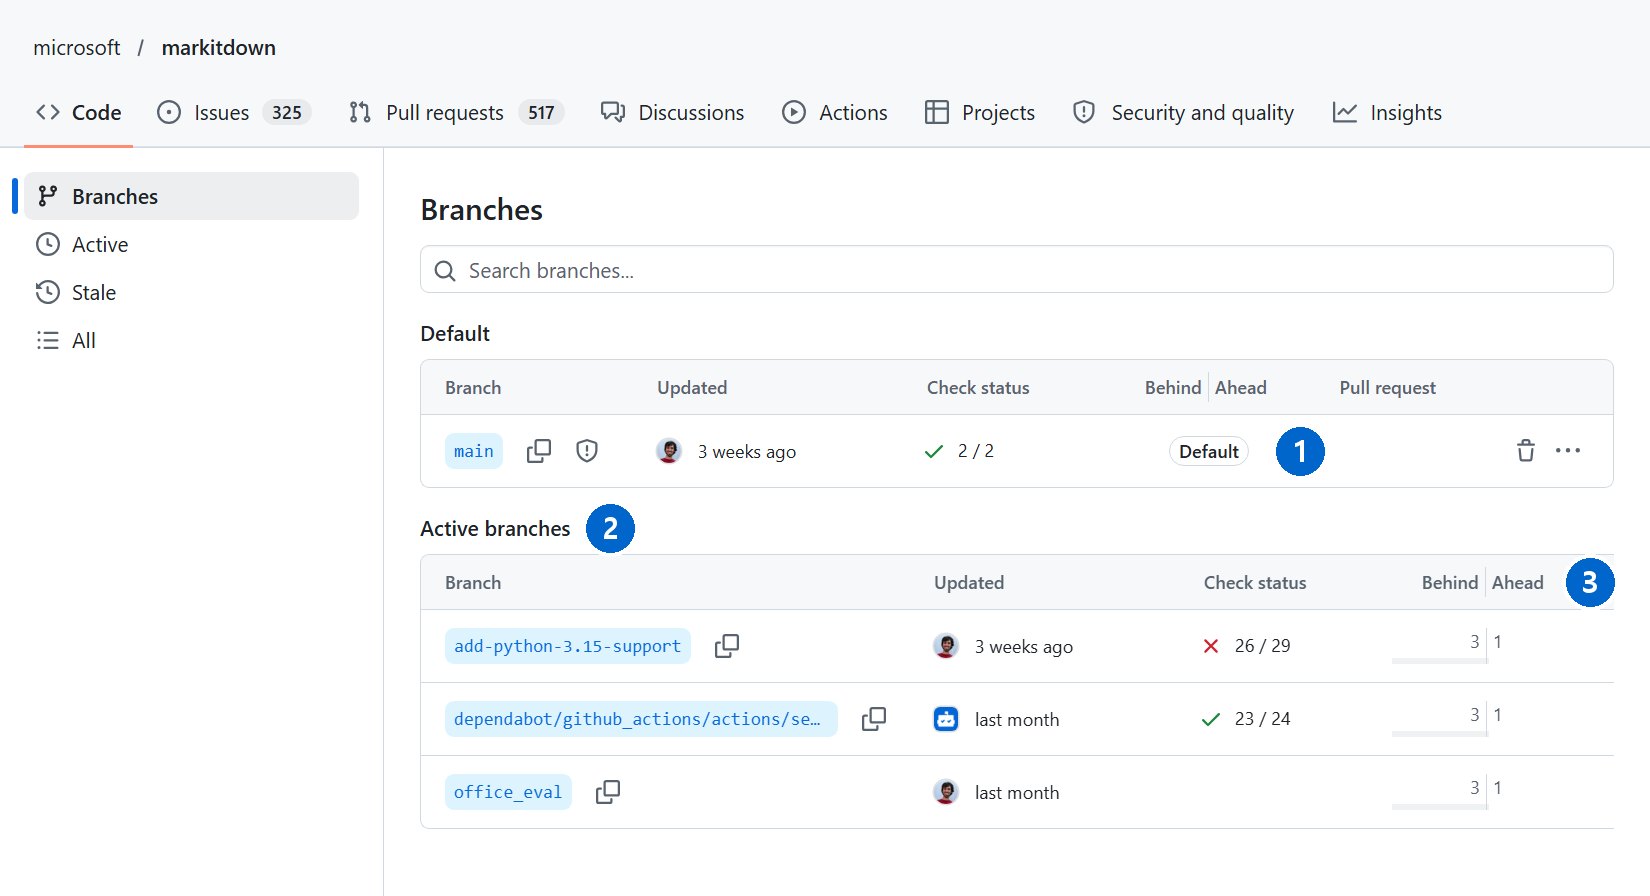 microsoft / markitdown
Code Issues 325 Pull requests 517 Discussions Actions Projects Security and quality Insights
Branches
Active
Stale
All
Branches
Search branches...
Default
Branch Updated Check status Behind Ahead Pull request
main 3 weeks ago 2 / 2 Default 1
Active branches 2
Branch Updated Check status Behind Ahead 3
add-python-3.15-support 3 weeks ago 26 / 29 3 1
dependabot/github_actions/actions/se… last month 23 / 24 3 1
office_eval last month 3 1